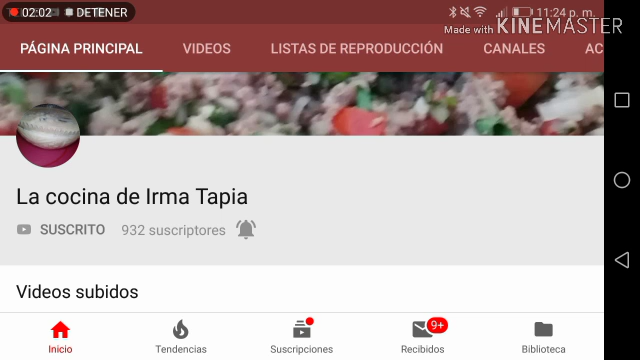 02:02 DETENER 11:24 p. m.
Made with KINEMASTER
PÁGINA PRINCIPAL VIDEOS LISTAS DE REPRODUCCIÓN CANALES AC
La cocina de Irma Tapia
SUSCRITO 932 suscriptores
Videos subidos
9+
Inicio Tendencias Suscripciones Recibidos Biblioteca